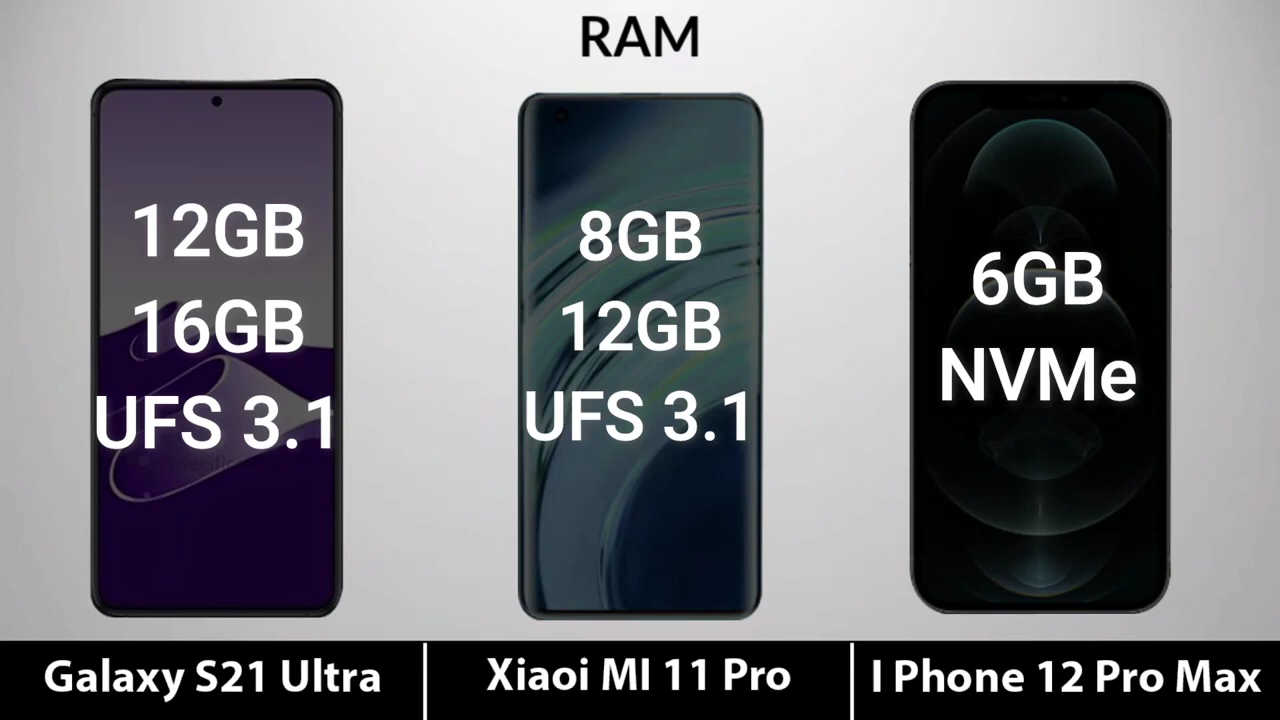 RAM
12GB
16GB
UFS 3.1
8GB
12GB
UFS 3.1
6GB
NVMe
Galaxy S21 Ultra
Xiaoi MI 11 Pro
I Phone 12 Pro Max